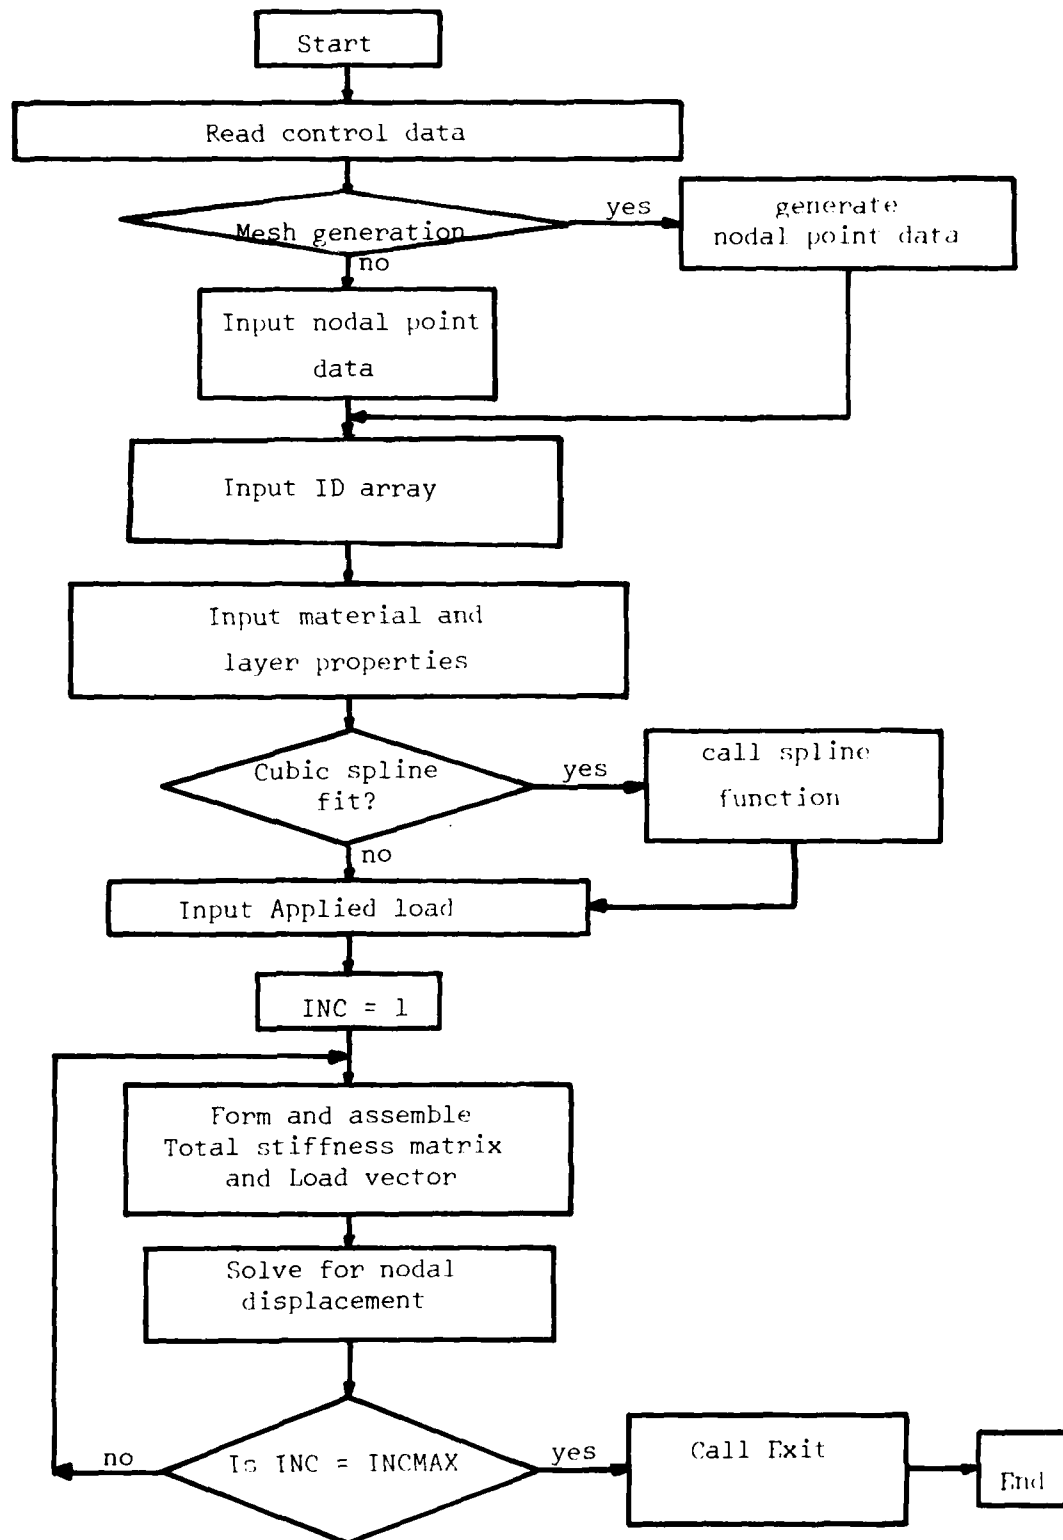 Start
Read control data
Mesh generation
yes
generate
nodal point data
no
Input nodal point
data
Input ID array
Input material and
layer properties
Cubic spline
fit?
yes
call spline
function
no
Input Applied load
INC = 1
Form and assemble
Total stiffness matrix
and Load vector
Solve for nodal
displacement
Is INC = INCMAX
no
yes
Call Exit
End